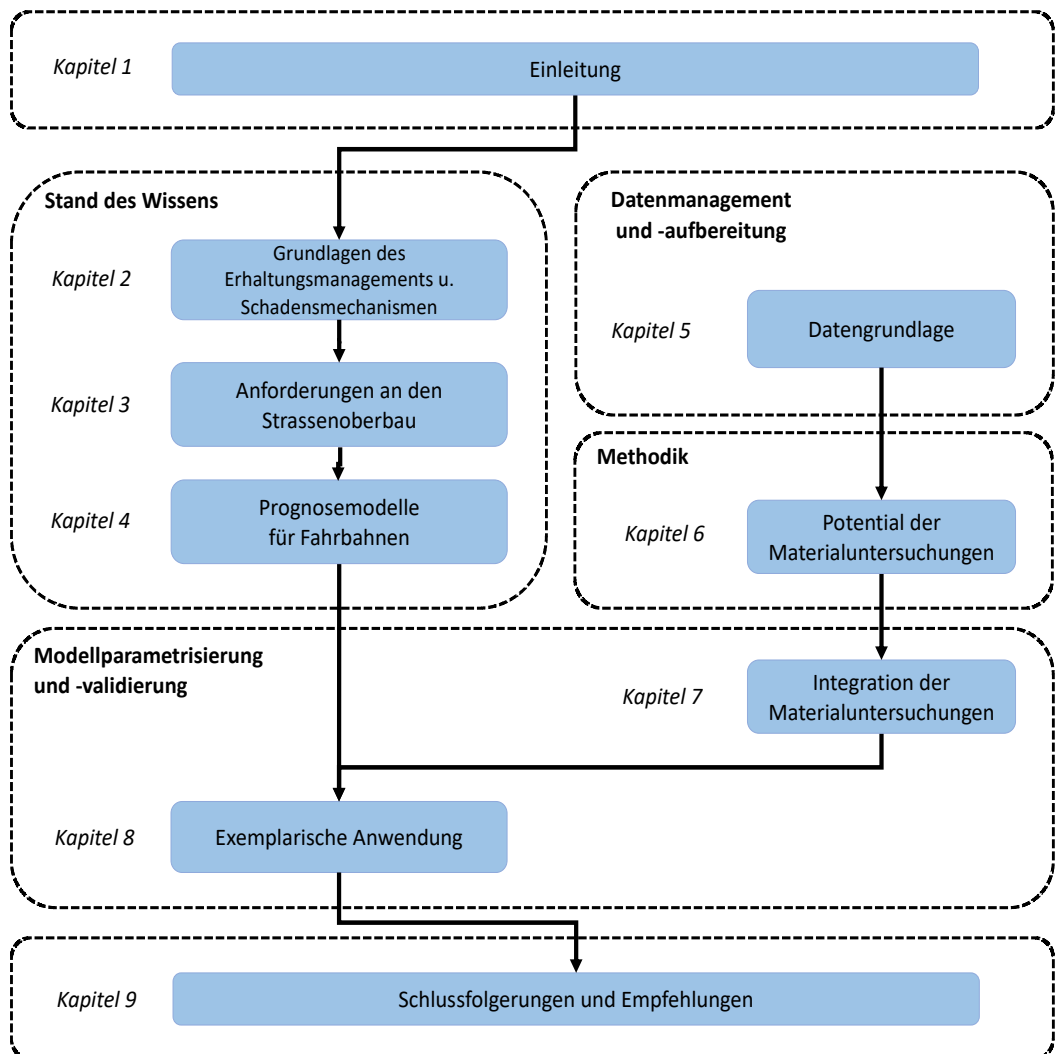 Kapitel 1
Einleitung
Stand des Wissens
Kapitel 2
Grundlagen des
Erhaltungsmanagements u.
Schadensmechanismen
Kapitel 3
Anforderungen an den
Strassenoberbau
Kapitel 4
Prognosemodelle
für Fahrbahnen
Datenmanagement
und -aufbereitung
Kapitel 5
Datengrundlage
Methodik
Kapitel 6
Potential der
Materialuntersuchungen
Modellparametrisierung
und -validierung
Kapitel 7
Integration der
Materialuntersuchungen
Kapitel 8
Exemplarische Anwendung
Kapitel 9
Schlussfolgerungen und Empfehlungen